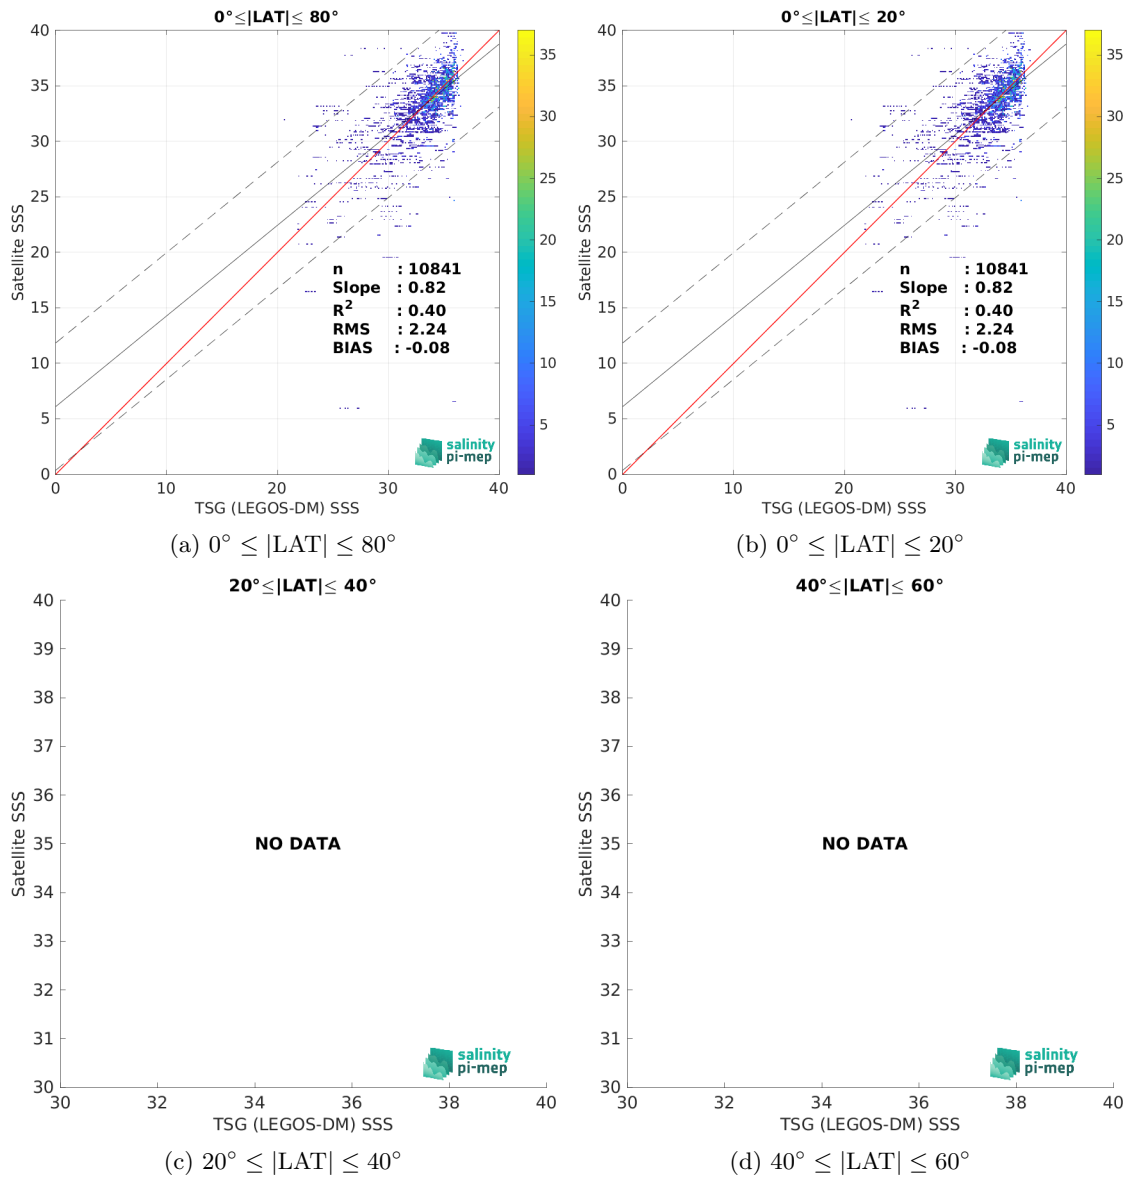 0°≤|LAT|≤ 80°
40
35
30
25
20
15
10
5
0
0
10
20
30
40
Satellite SSS
TSG (LEGOS-DM) SSS
n : 10841
Slope : 0.82
R² : 0.40
RMS : 2.24
BIAS : -0.08
35
30
25
20
15
10
5
salinity
pi-mep
(a) 0° ≤ |LAT| ≤ 80°
0°≤|LAT|≤ 20°
40
35
30
25
20
15
10
5
0
0
10
20
30
40
Satellite SSS
TSG (LEGOS-DM) SSS
n : 10841
Slope : 0.82
R² : 0.40
RMS : 2.24
BIAS : -0.08
35
30
25
20
15
10
5
salinity
pi-mep
(b) 0° ≤ |LAT| ≤ 20°
20°≤|LAT|≤ 40°
40
39
38
37
36
35
34
33
32
31
30
30
32
34
36
38
40
Satellite SSS
TSG (LEGOS-DM) SSS
NO DATA
salinity
pi-mep
(c) 20° ≤ |LAT| ≤ 40°
40°≤|LAT|≤ 60°
40
39
38
37
36
35
34
33
32
31
30
30
32
34
36
38
40
Satellite SSS
TSG (LEGOS-DM) SSS
NO DATA
salinity
pi-mep
(d) 40° ≤ |LAT| ≤ 60°